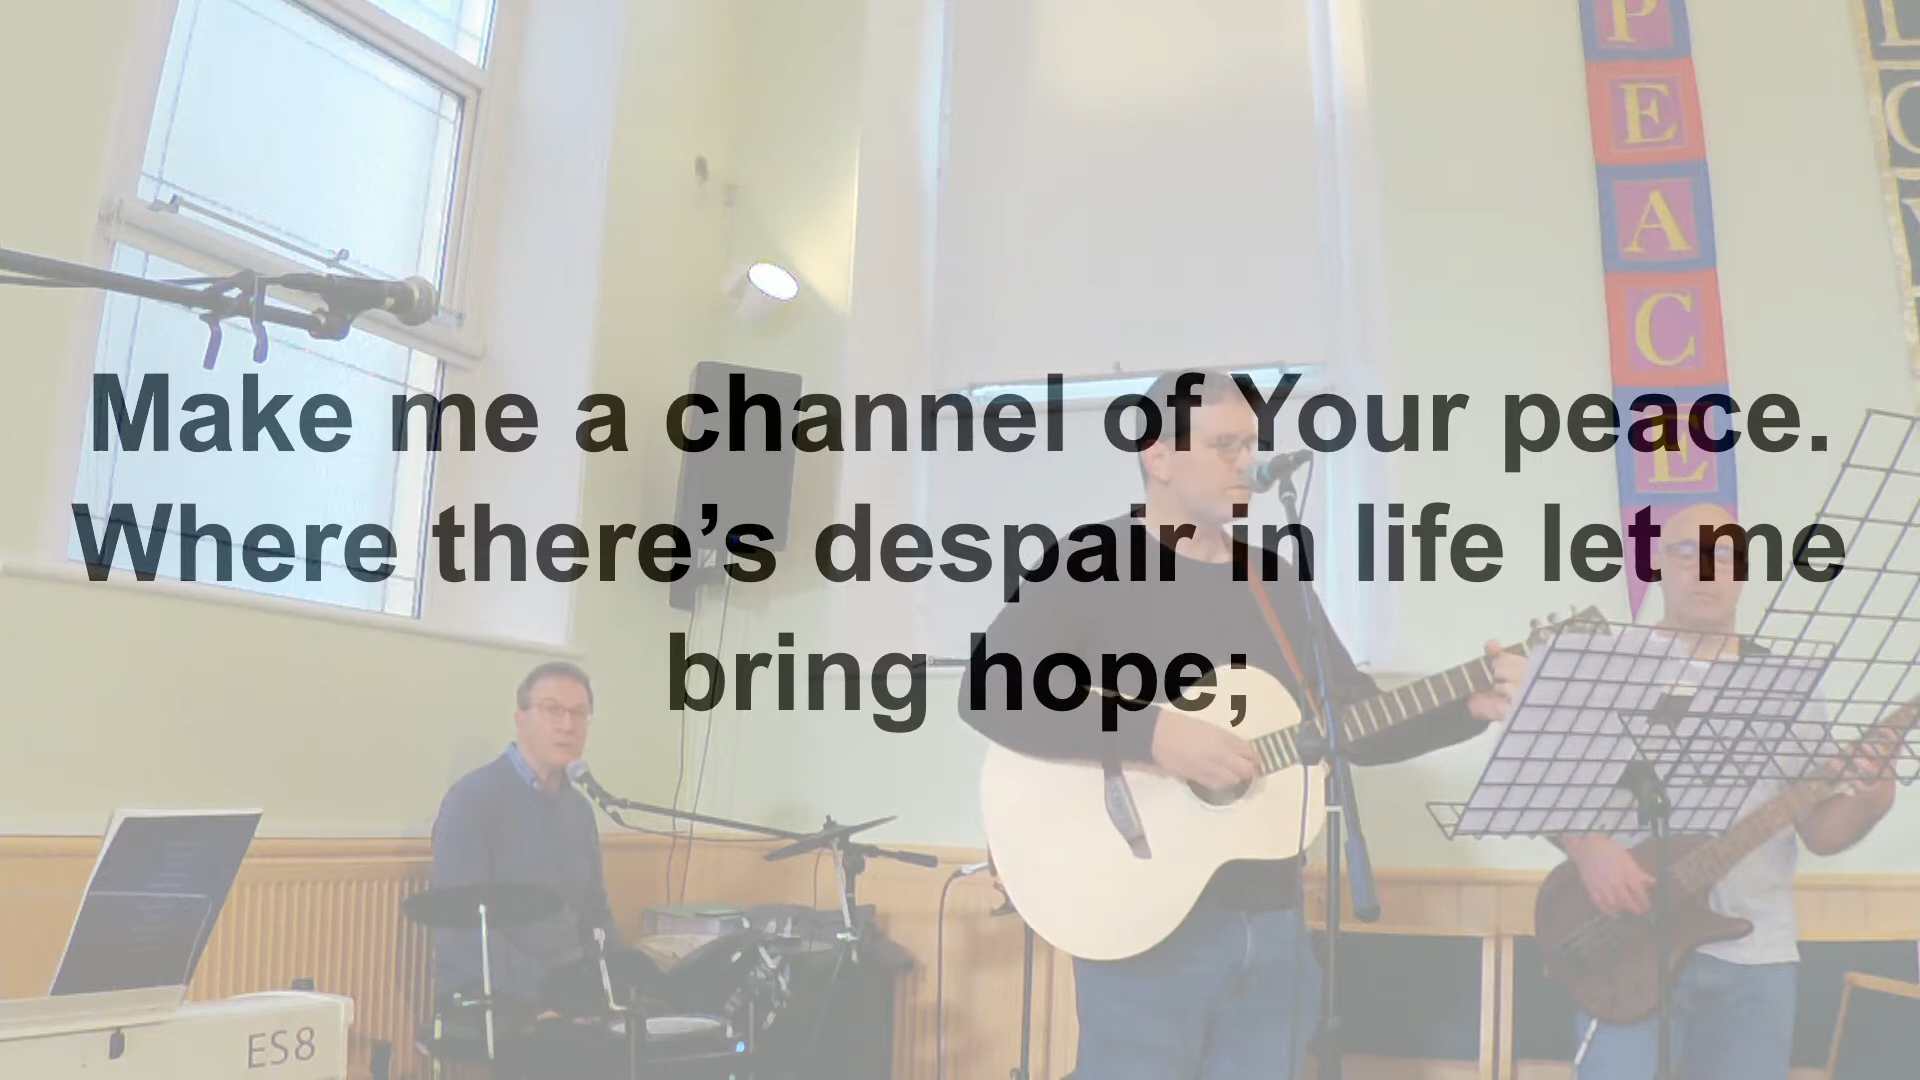 Make me a channel of Your peace.
Where there’s despair in life let me
bring hope;
PEACE
ES8